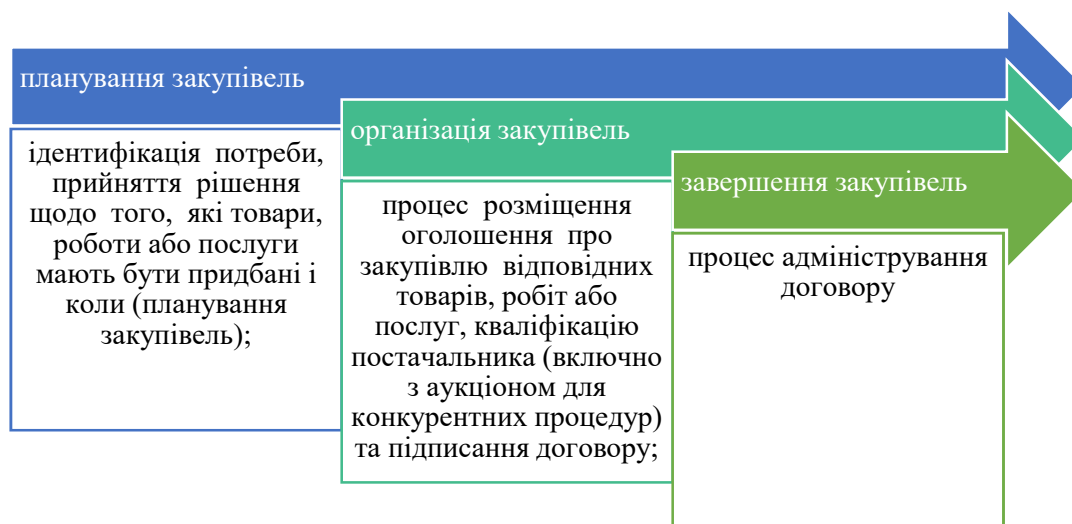 планування закупівель
ідентифікація потреби,
прийняття рішення
щодо того, які товари,
роботи або послуги
мають бути придбані і
коли (планування
закупівель);
організація закупівель
процес розміщення
оголошення про
закупівлю відповідних
товарів, робіт або
послуг, кваліфікацію
постачальника (включно
з аукціоном для
конкурентних процедур)
та підписання договору;
завершення закупівель
процес адміністрування
договору